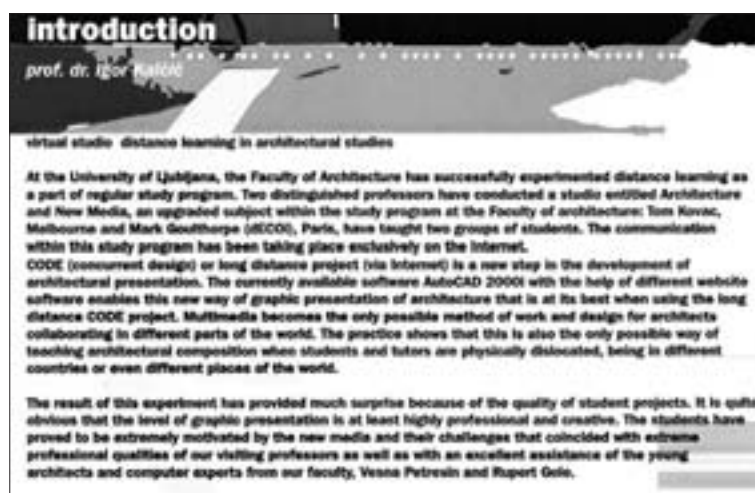 introduction
prof. dr. Igor Kalčič
virtual studio distance learning in architectural studies
At the University of Ljubljana, the Faculty of Architecture has successfully experimented distance learning as
a part of regular study program. Two distinguished professors have conducted a studio entitled Architecture
and New Media, an upgraded subject within the study program at the Faculty of architecture: Tom Kovac,
Melbourne and Mark Goulthorpe (dECOi), Paris, have taught two groups of students. The communication
within this study program has been taking place exclusively on the Internet.
CODE (concurrent design) or long distance project (via Internet) is a new step in the development of
architectural presentation. The currently available software AutoCAD 2000i with the help of different website
software enables this new way of graphic presentation of architecture that is at its best when using the long
distance CODE project. Multimedia becomes the only possible method of work and design for architects
collaborating in different parts of the world. The practice shows that this is also the only possible way of
teaching architectural composition when students and tutors are physically dislocated, being in different
countries or even different places of the world.
The result of this experiment has provided much surprise because of the quality of student projects. It is quite
obvious that the level of graphic presentation is at least highly professional and creative. The students have
proved to be extremely motivated by the new media and their challenges that coincided with extreme
professional qualities of our visiting professors as well as with an excellent assistance of the young
architects and computer experts from our faculty, Vesna Petresin and Rupert Gole.